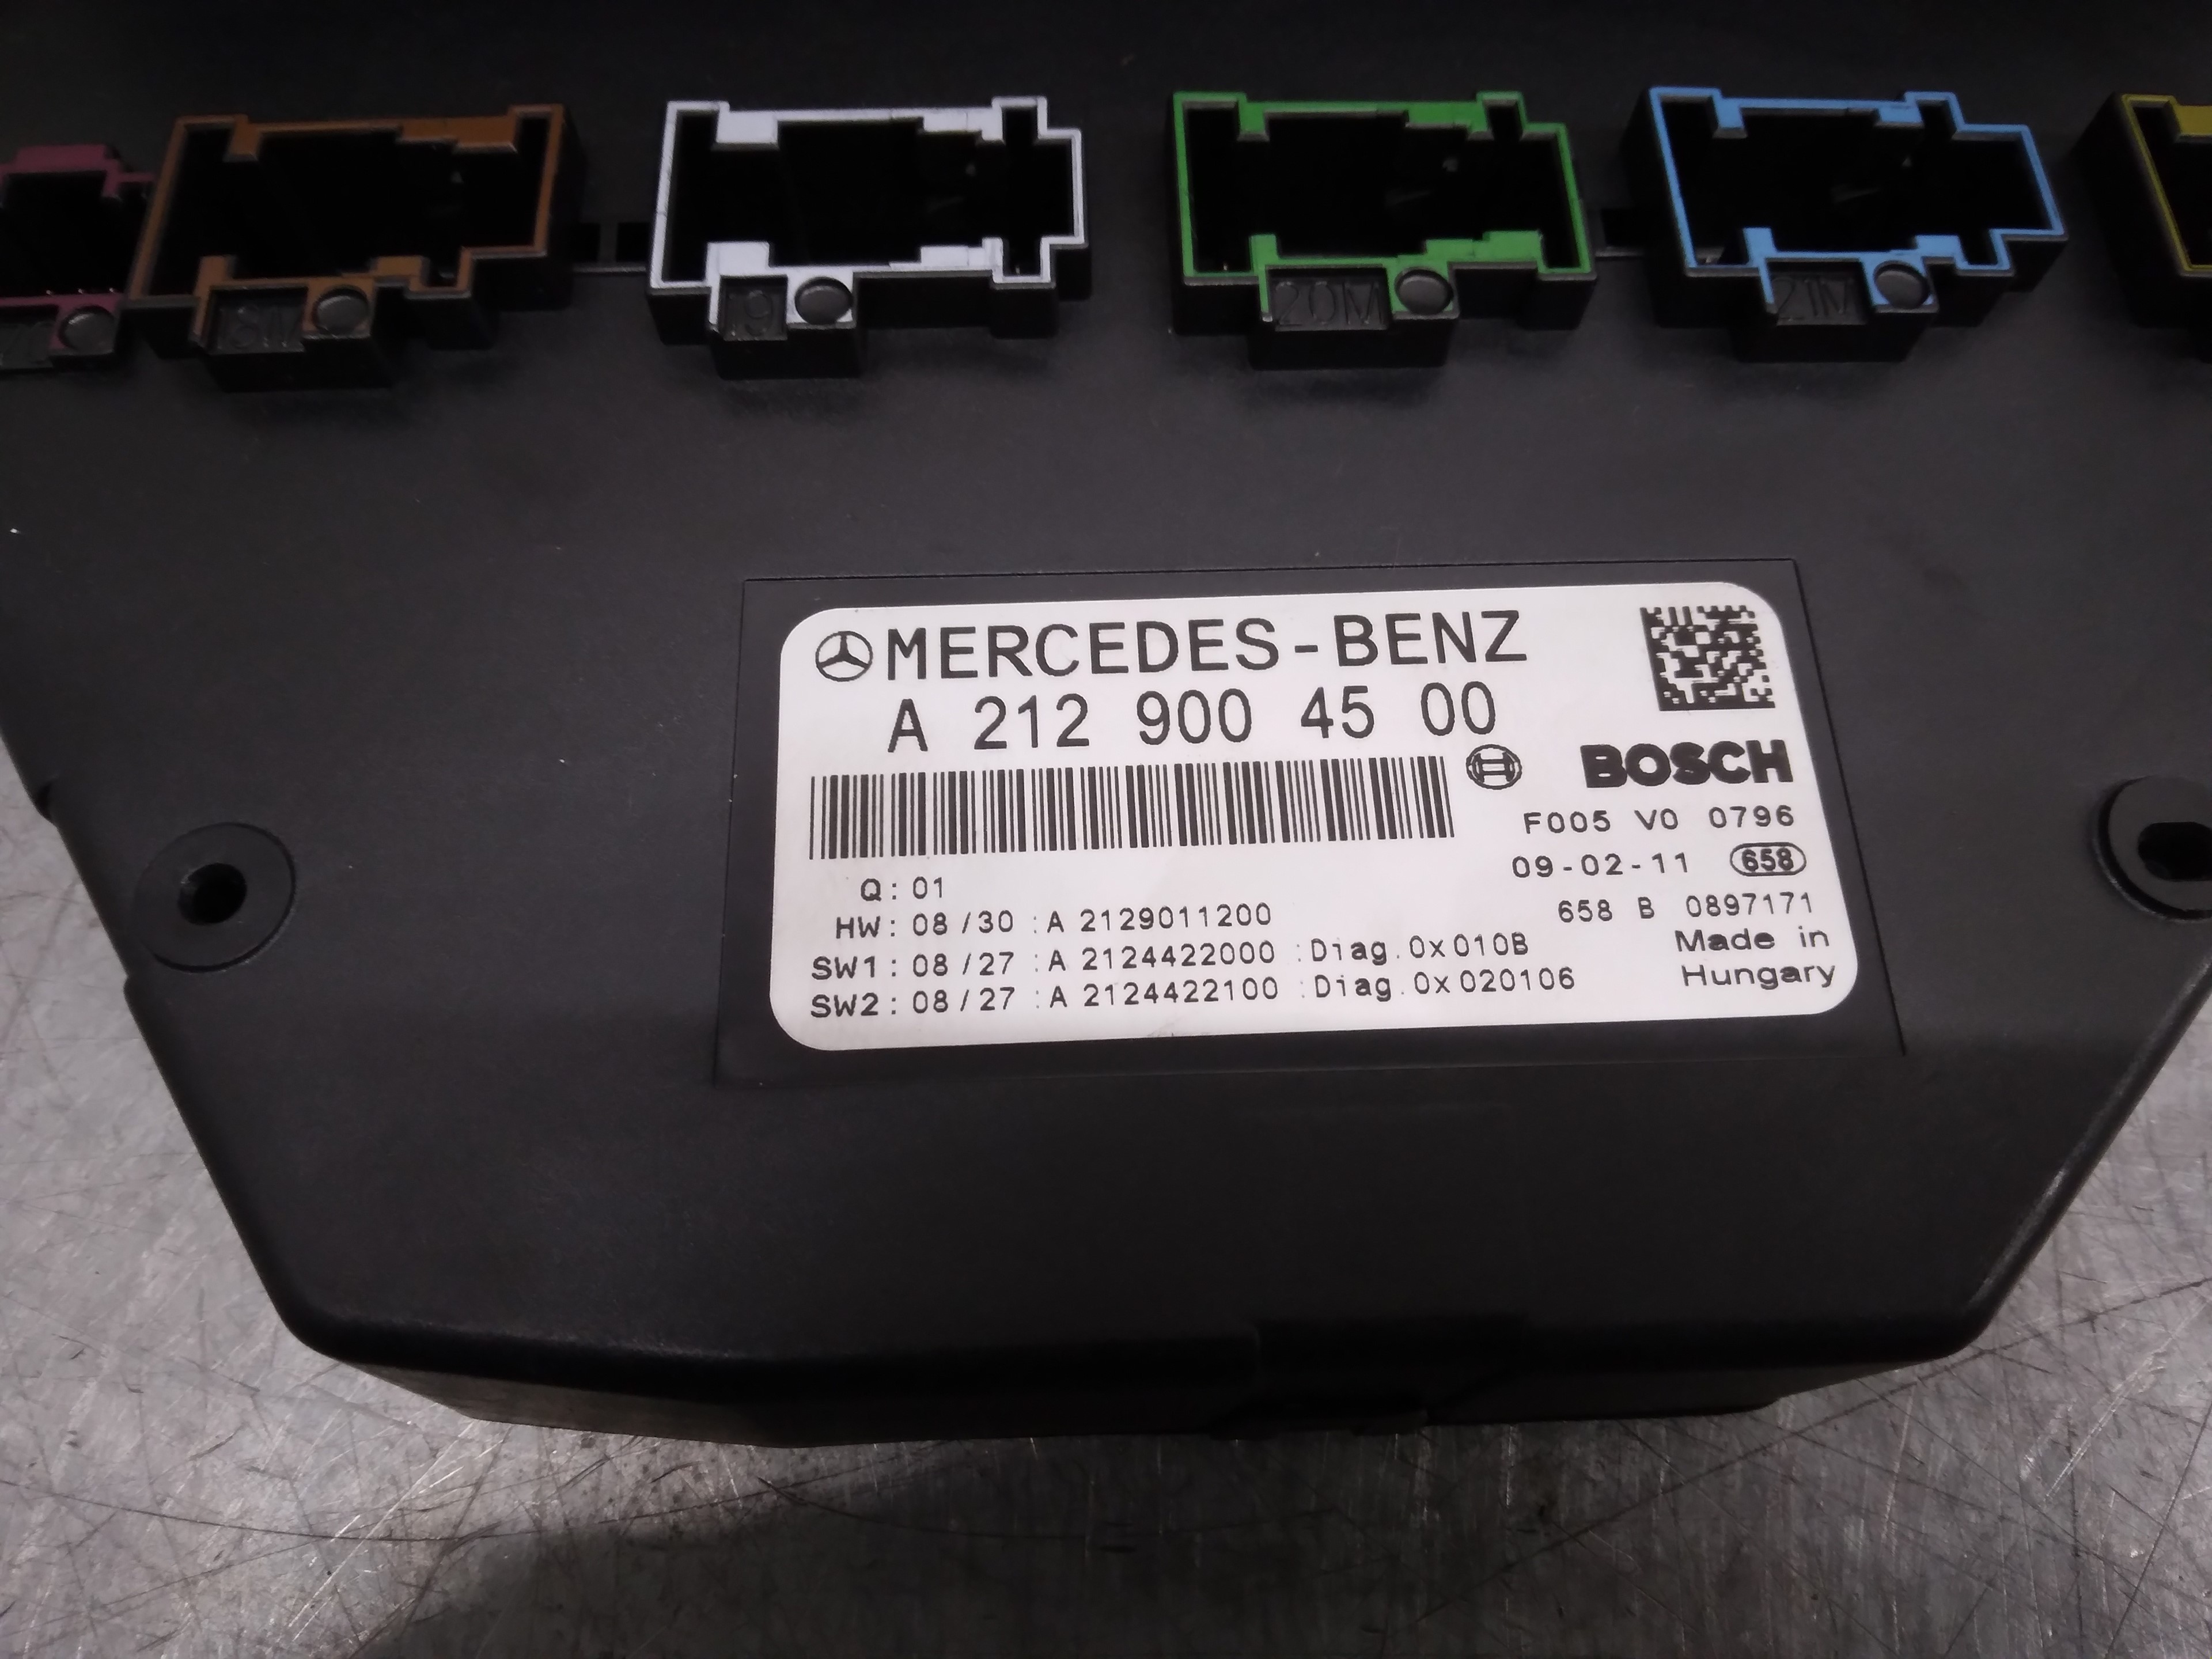 19
20M
21M
MERCEDES-BENZ
A 212 900 45 00
BOSCH
F005 V0 0796
09-02-11 658
658 B 0897171
Made in
Hungary
Q: 01
HW: 08/30 :A 2129011200
SW1: 08/27 :A 2124422000 :Diag.0x010B
SW2: 08/27 :A 2124422100 :Diag.0x020106